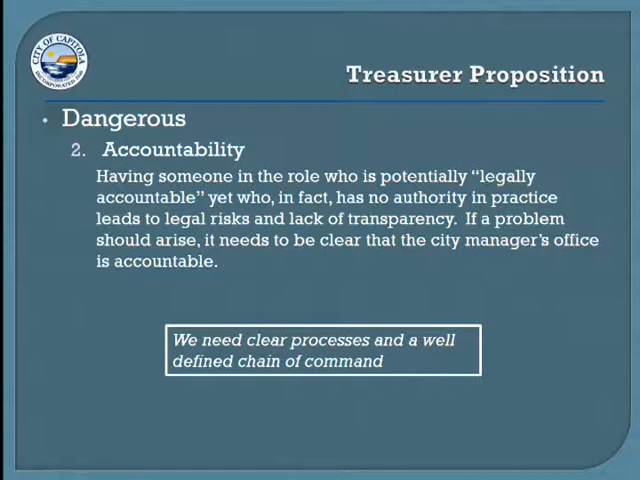 CITY OF CAPITOLA
INCORPORATED 1949
Treasurer Proposition
• Dangerous
2. Accountability
Having someone in the role who is potentially “legally
accountable” yet who, in fact, has no authority in practice
leads to legal risks and lack of transparency. If a problem
should arise, it needs to be clear that the city manager’s office
is accountable.
We need clear processes and a well
defined chain of command